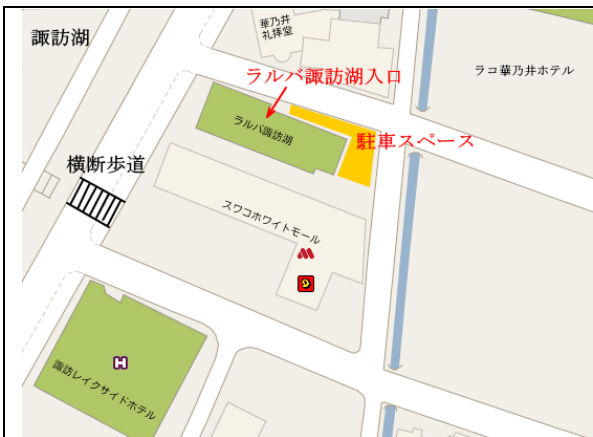 華乃井
礼拝堂
諏訪湖
ラルバ諏訪湖入口
ラコ華乃井ホテル
ラルバ諏訪湖
駐車スペース
横断歩道
スワコホワイトモール
H
諏訪レイクサイドホテル